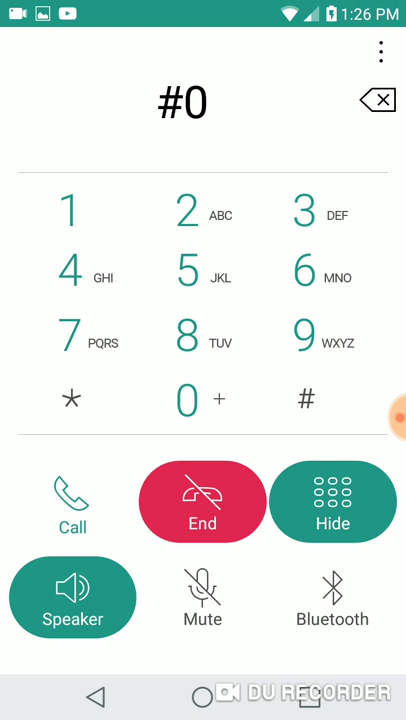 1:26 PM
#0
1 2 ABC 3 DEF
4 GHI 5 JKL 6 MNO
7 PQRS 8 TUV 9 WXYZ
* 0 + #
Call End Hide
Speaker Mute Bluetooth
DU RECORDER